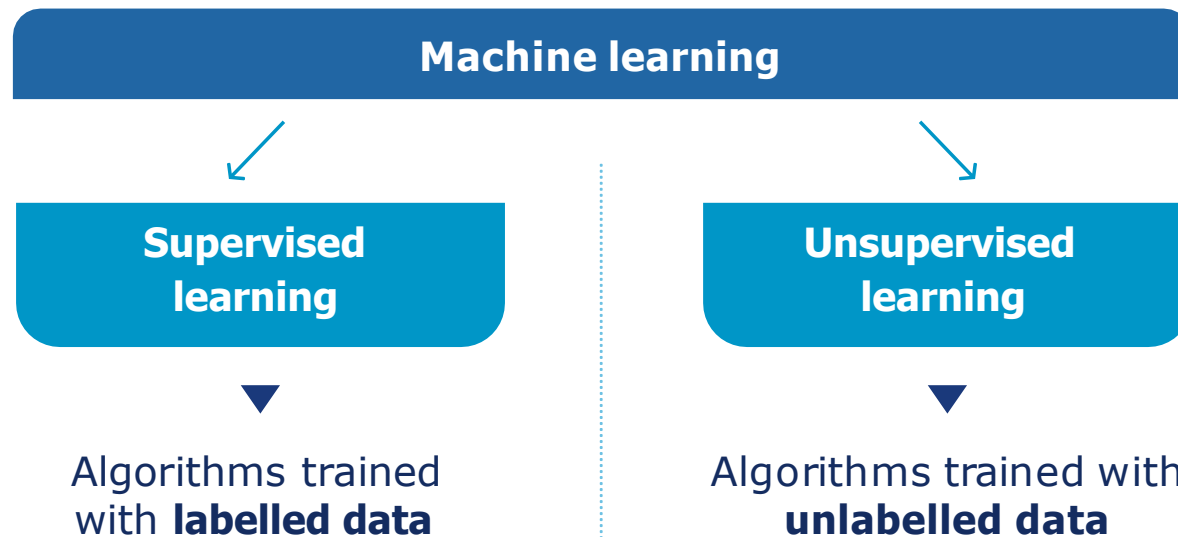 Machine learning
Supervised
learning
Unsupervised
learning
Algorithms trained
with labelled data
Algorithms trained with
unlabelled data